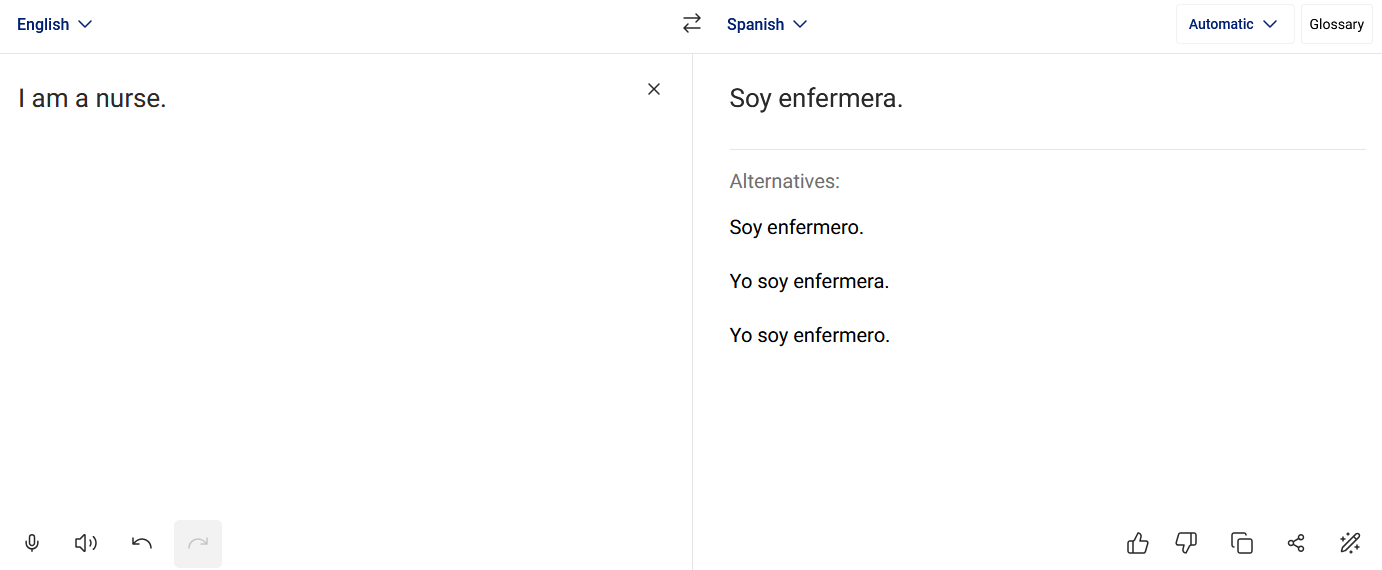 English
Spanish
Automatic
Glossary
I am a nurse.
Soy enfermera.
Alternatives:
Soy enfermero.
Yo soy enfermera.
Yo soy enfermero.